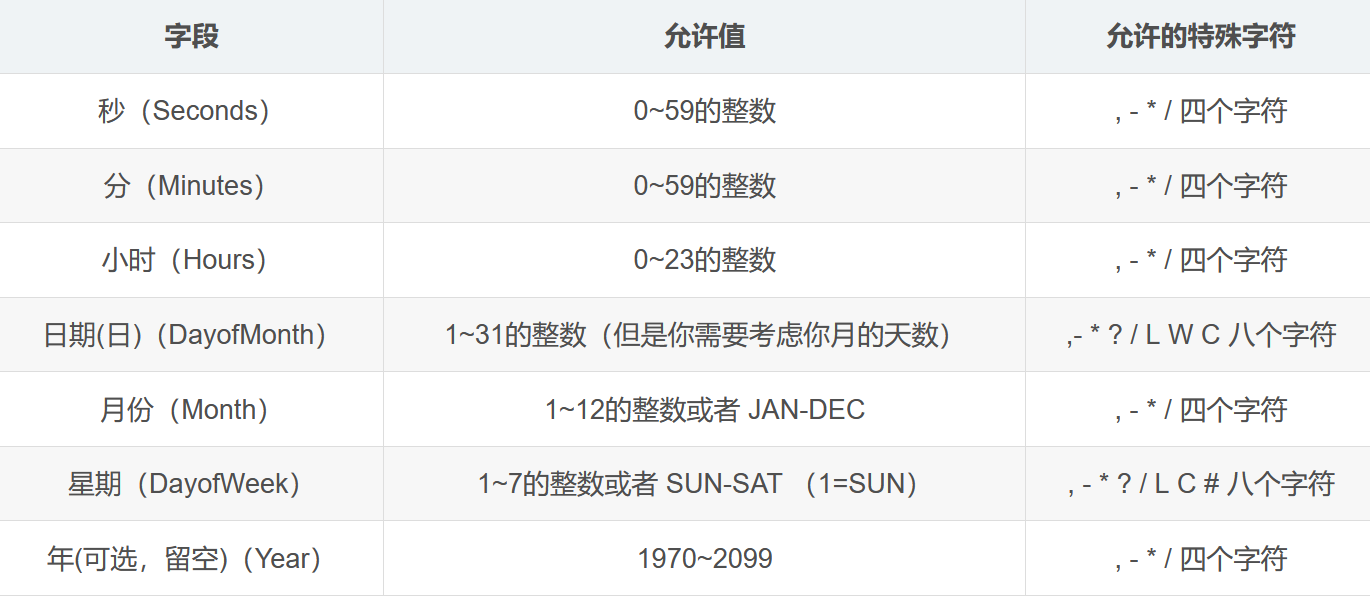 字段 允许值 允许的特殊字符
秒（Seconds） 0~59的整数 , - * / 四个字符
分（Minutes） 0~59的整数 , - * / 四个字符
小时（Hours） 0~23的整数 , - * / 四个字符
日期(日)（DayofMonth） 1~31的整数（但是你需要考虑你月的天数） ,- * ? / L W C 八个字符
月份（Month） 1~12的整数或者 JAN-DEC , - * / 四个字符
星期（DayofWeek） 1~7的整数或者 SUN-SAT （1=SUN） , - * ? / L C # 八个字符
年(可选，留空)（Year） 1970~2099 , - * / 四个字符